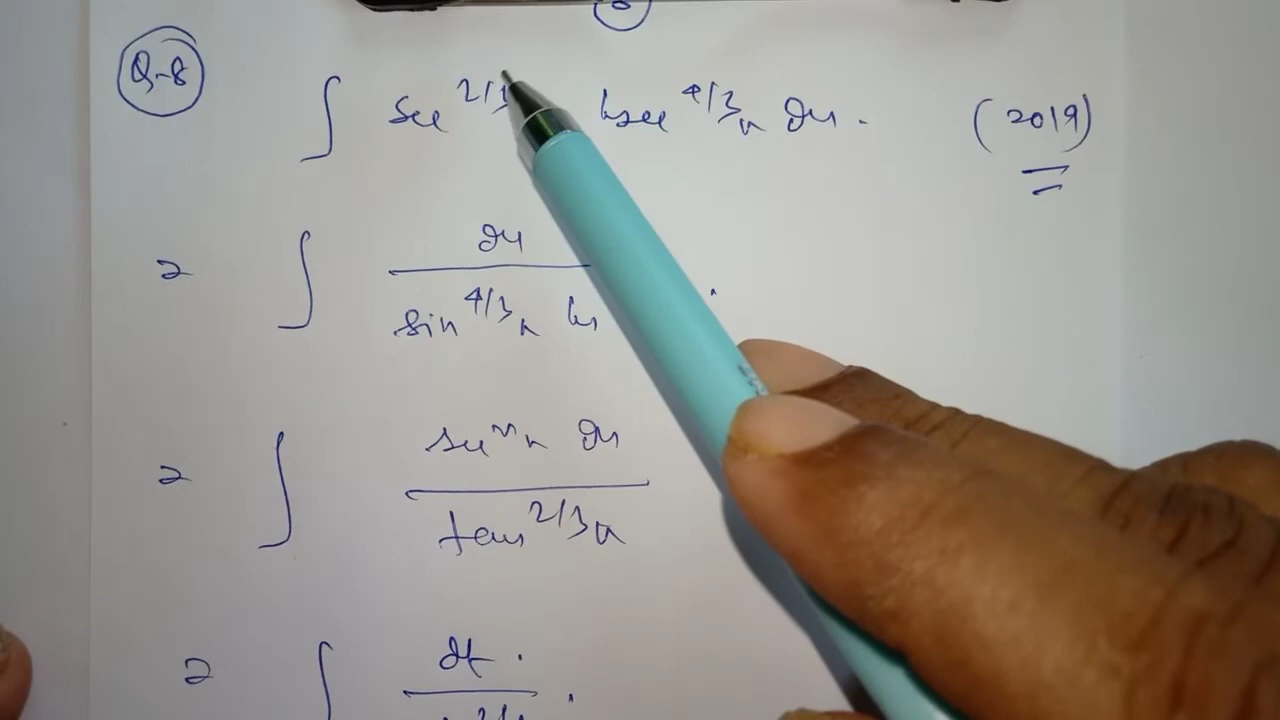 Q-8
∫ sec^2/3 cosec^4/3 x dx. (2019)
= ∫ dx / sin^4/3 x cos
= ∫ sec²x dx / tan^2/3 x
= ∫ dt .